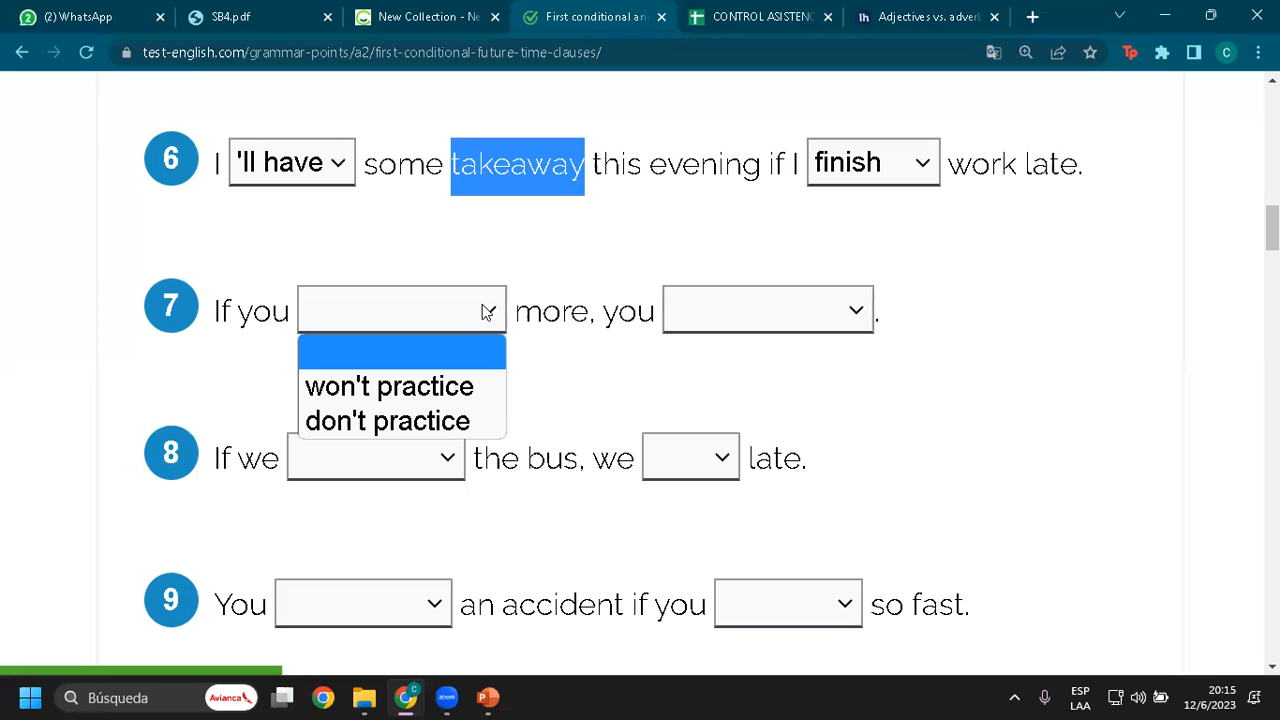 (2) WhatsApp
SB4.pdf
New Collection - Ne
First conditional an
CONTROL ASISTENC
Adjectives vs. adverb
test-english.com/grammar-points/a2/first-conditional-future-time-clauses/
6 I 'll have some takeaway this evening if I finish work late.
7 If you more, you .
won't practice
don't practice
8 If we the bus, we late.
9 You an accident if you so fast.
Búsqueda
Avianca
zoom
ESP
LAA
20:15
12/6/2023